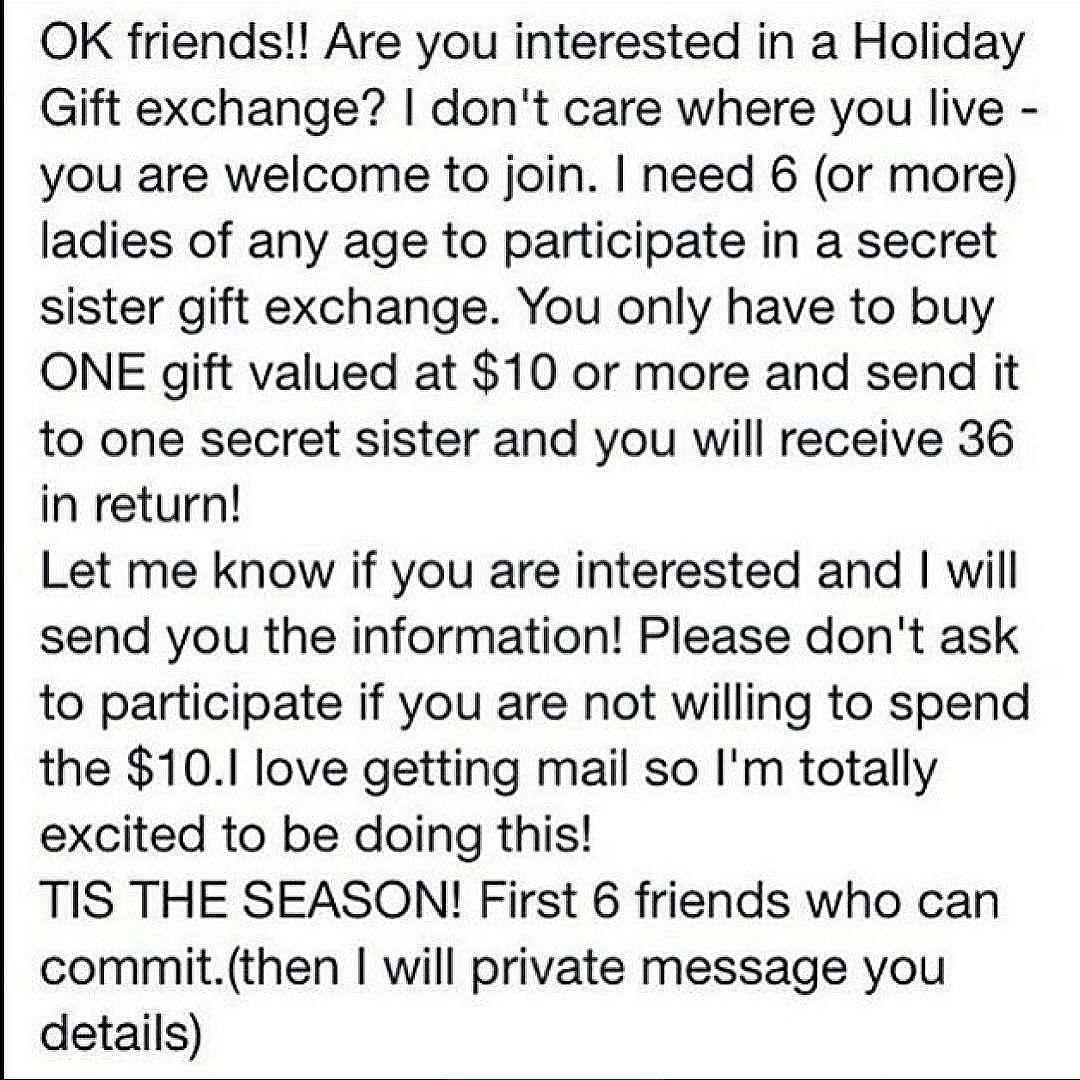 OK friends!! Are you interested in a Holiday
Gift exchange? I don't care where you live -
you are welcome to join. I need 6 (or more)
ladies of any age to participate in a secret
sister gift exchange. You only have to buy
ONE gift valued at $10 or more and send it
to one secret sister and you will receive 36
in return!
Let me know if you are interested and I will
send you the information! Please don't ask
to participate if you are not willing to spend
the $10.I love getting mail so I'm totally
excited to be doing this!
TIS THE SEASON! First 6 friends who can
commit.(then I will private message you
details)